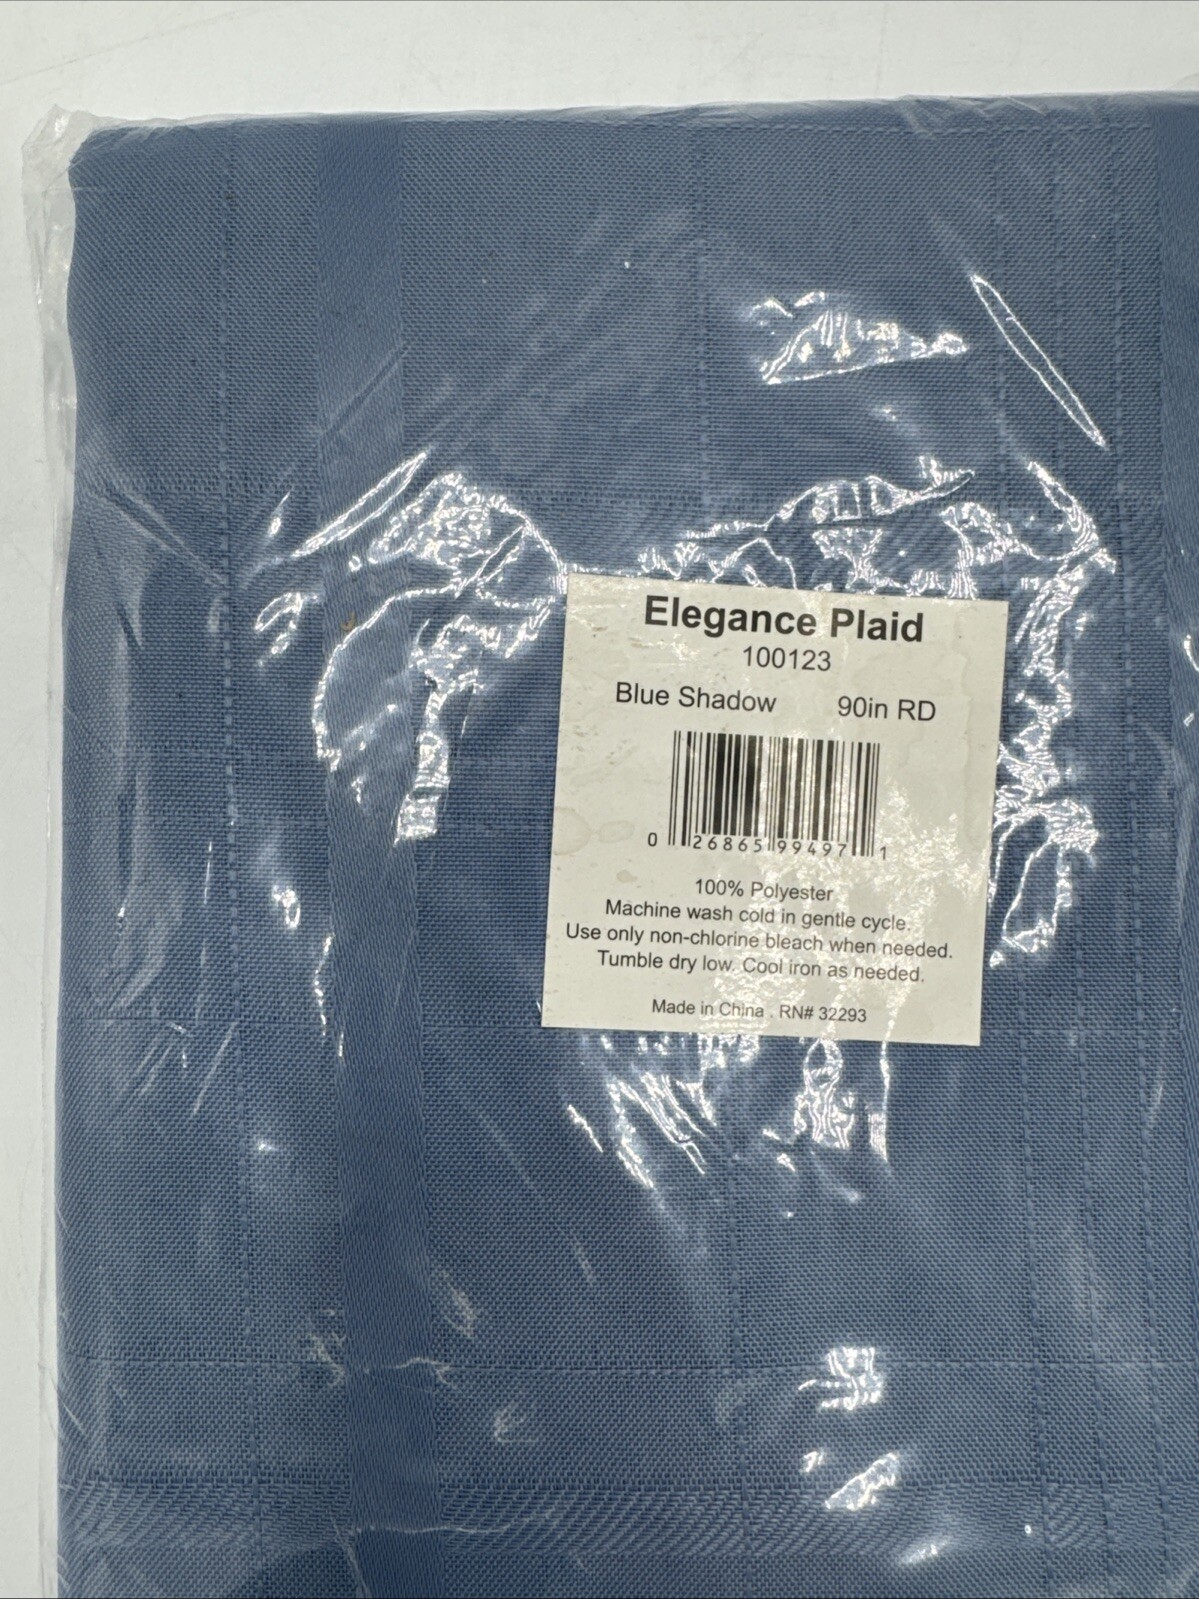 Elegance Plaid
100123
Blue Shadow 90in RD
0 26865 99497 1
100% Polyester
Machine wash cold in gentle cycle.
Use only non-chlorine bleach when needed.
Tumble dry low. Cool iron as needed.
Made in China . RN# 32293